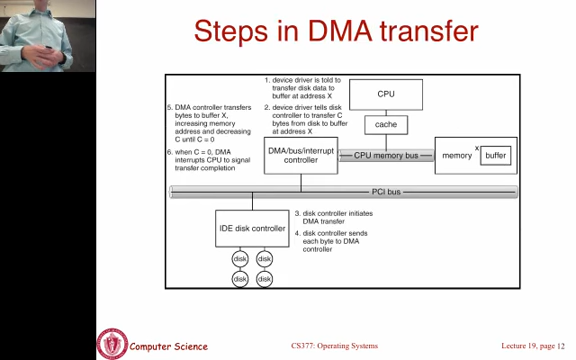 Steps in DMA transfer
1. device driver is told to
transfer disk data to
buffer at address X
2. device driver tells disk
controller to transfer C
bytes from disk to buffer
at address X
5. DMA controller transfers
bytes to buffer X,
increasing memory
address and decreasing
C until C = 0
6. when C = 0, DMA
interrupts CPU to signal
transfer completion
CPU
cache
DMA/bus/interrupt
controller
CPU memory bus
memory
X
buffer
PCI bus
IDE disk controller
3. disk controller initiates
DMA transfer
4. disk controller sends
each byte to DMA
controller
disk
disk
disk
disk
Computer Science
CS377: Operating Systems
Lecture 19, page 12